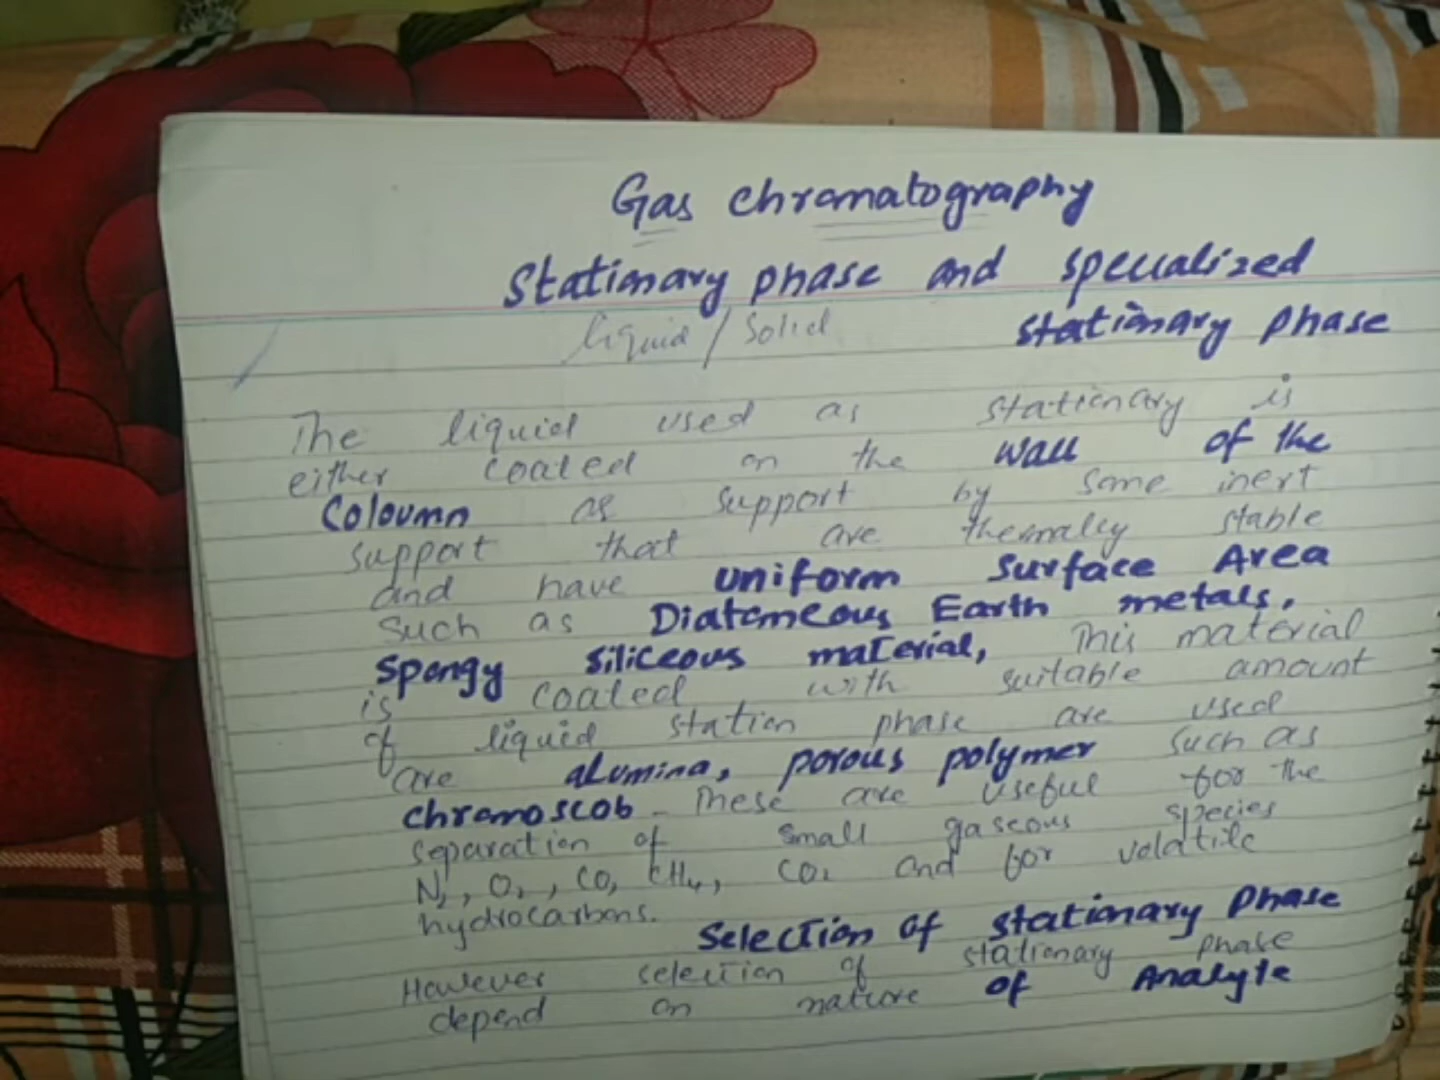 Gas chromatography
Stationary phase and specialized
stationary phase
liquid / Solid
The liquid used as stationary is
either coated on the wall of the
Coloumn as support by some inert
support that are thermally stable
and have uniform surface Area
such as Diatomeous Earth metals,
spongy siliceous material, This material
is coated with suitable amount
of liquid station phase are used
are alumina, porous polymer such as
chromoscob. These are useful for the
separation of small gaseous species
N2, O2, CO, CH4, CO2 and for volatile
hydrocarbons.
Selection of stationary Phase
However selection of stationary phase
depend on nature of Analyte